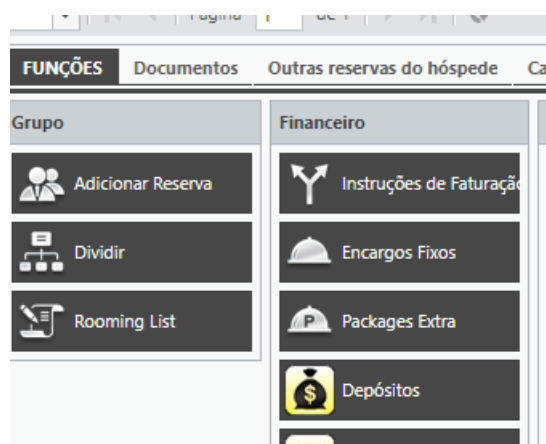 Página 1 de 1
FUNÇÕES Documentos Outras reservas do hóspede
Grupo
Adicionar Reserva
Dividir
Rooming List
Financeiro
Instruções de Faturação
Encargos Fixos
P Packages Extra
$ Depósitos